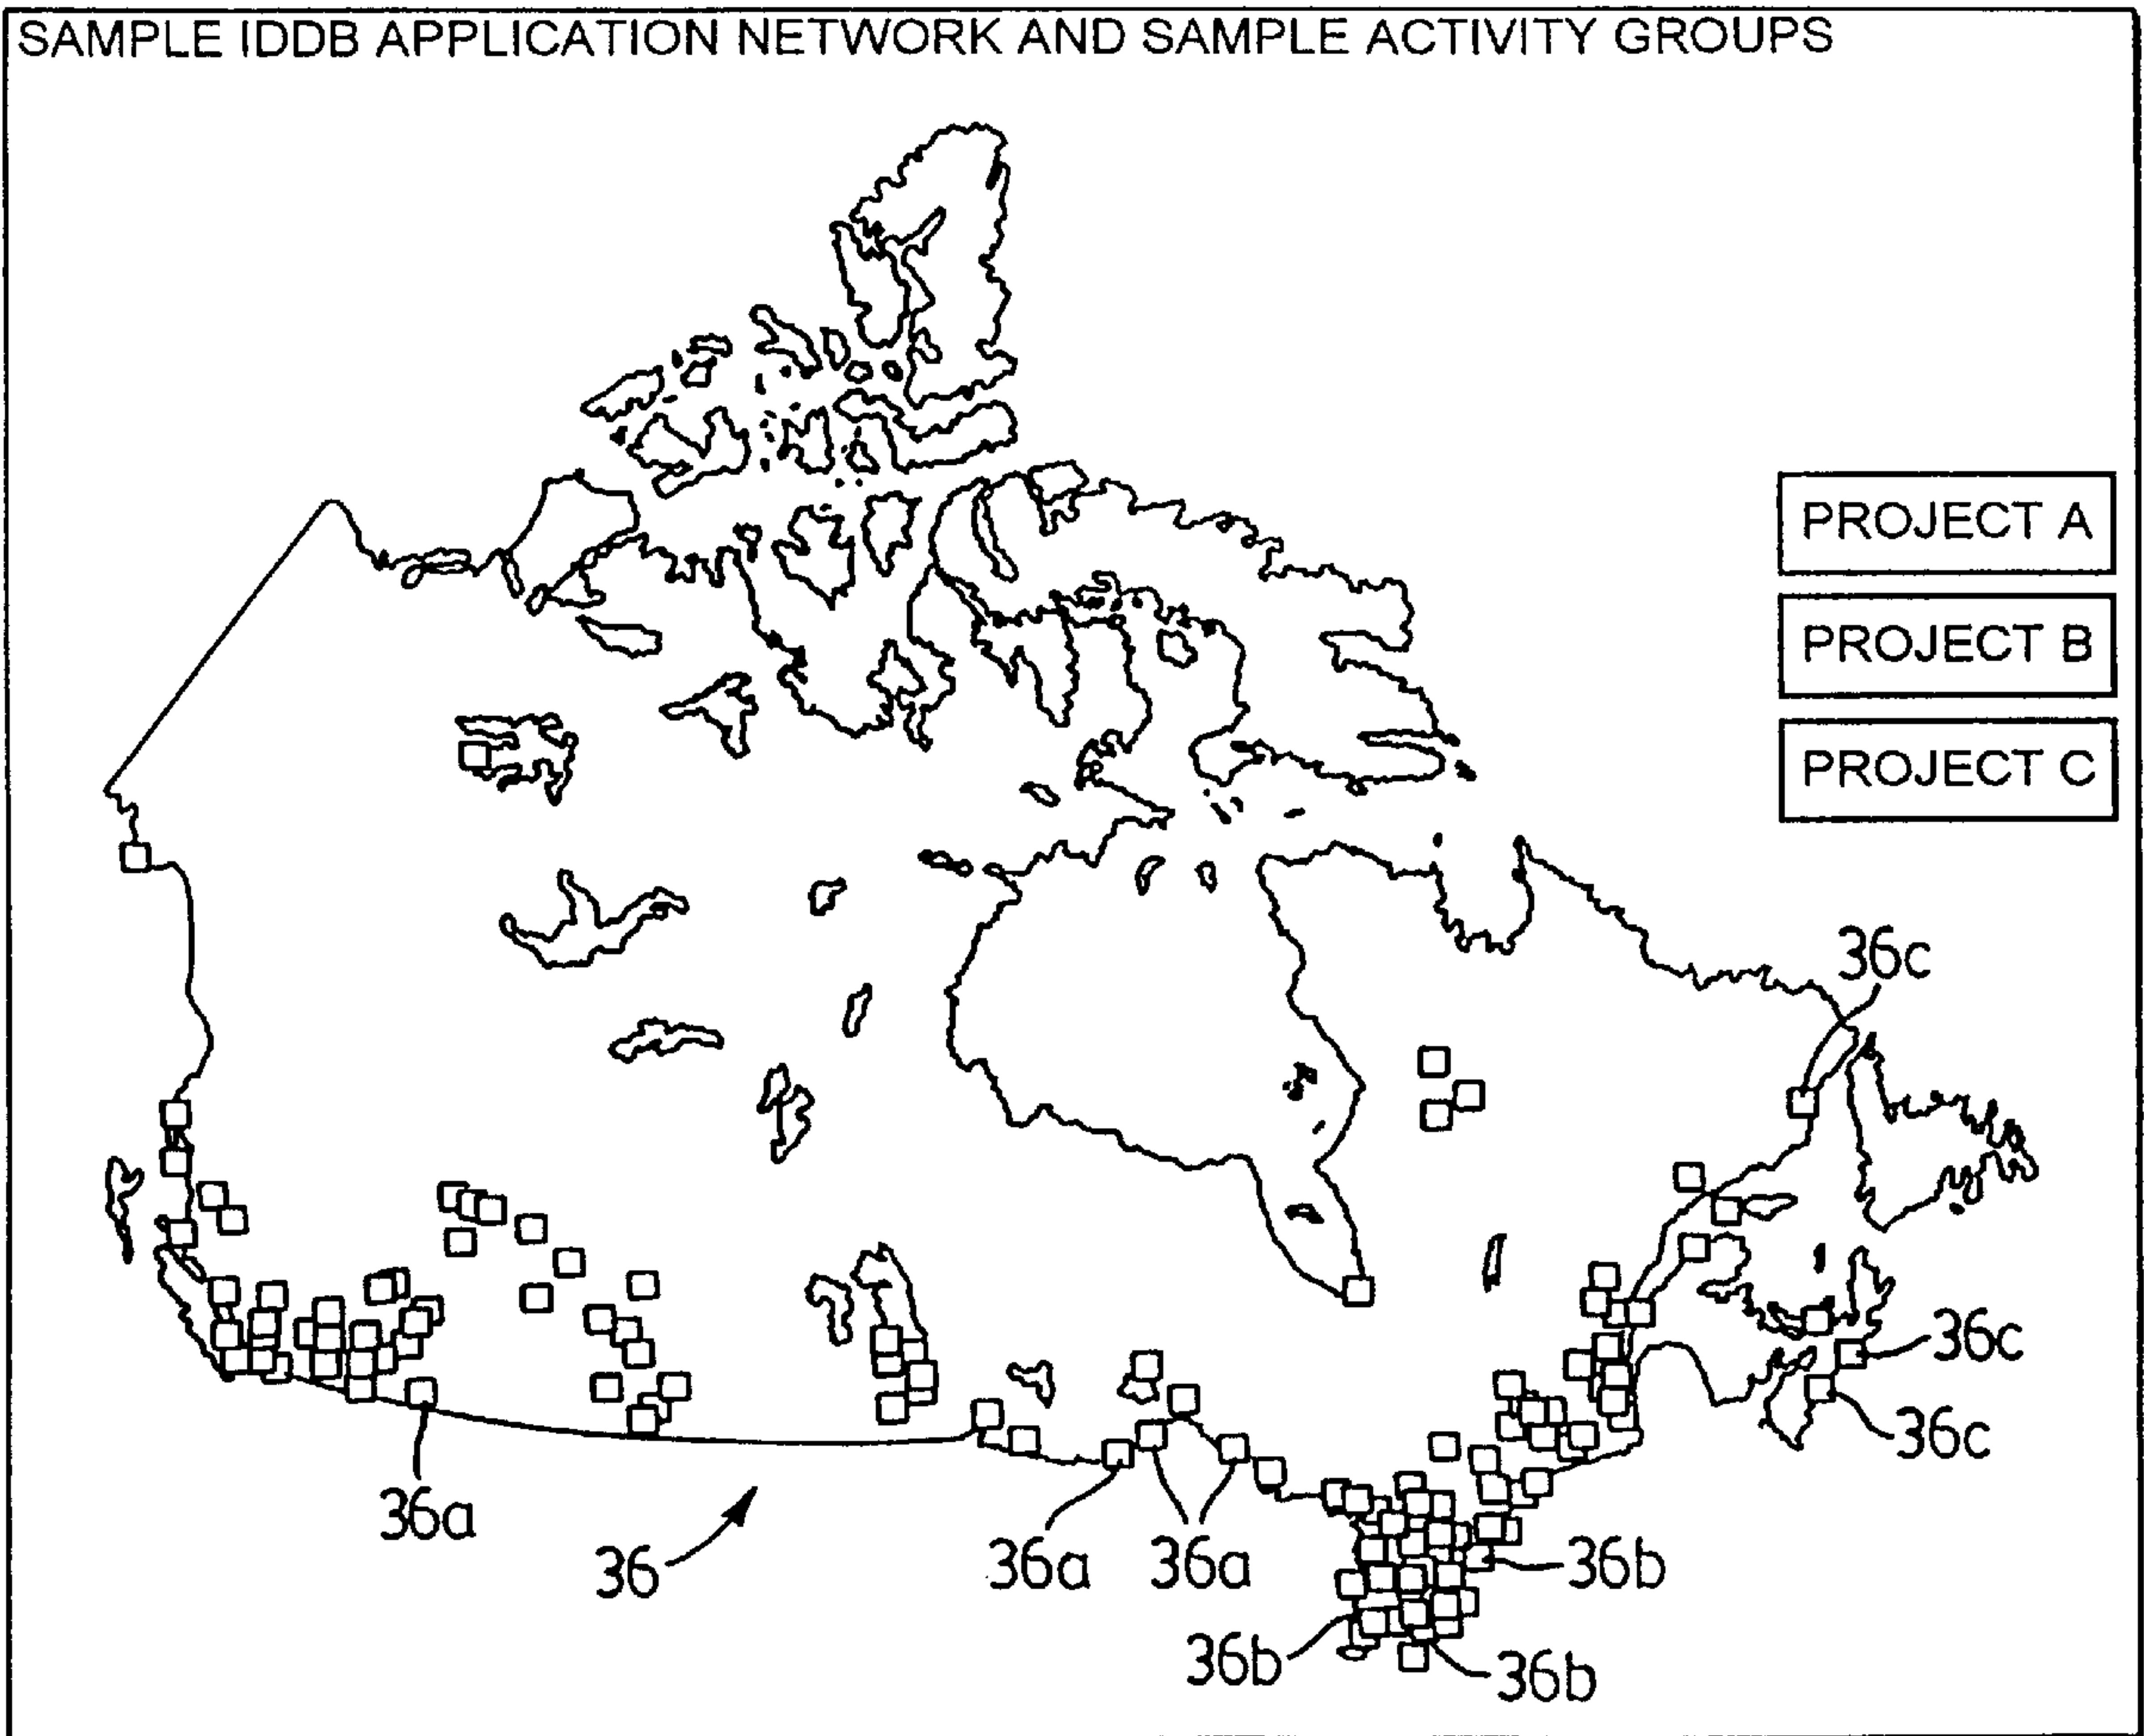 SAMPLE IDDB APPLICATION NETWORK AND SAMPLE ACTIVITY GROUPS
PROJECT A
PROJECT B
PROJECT C
36c
36c
36c
36a
36
36a
36a
36b
36b
36b